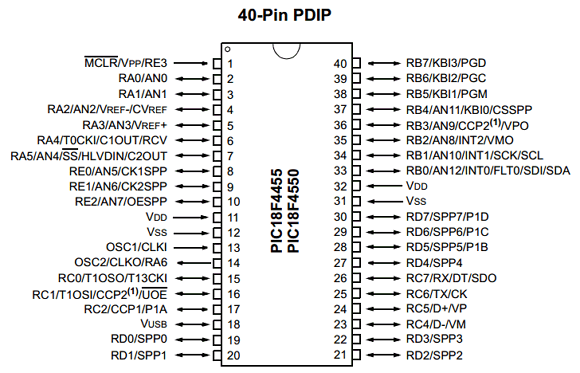 40-Pin PDIP
MCLR/VPP/RE3 1 40 RB7/KBI3/PGD
RA0/AN0 2 39 RB6/KBI2/PGC
RA1/AN1 3 38 RB5/KBI1/PGM
RA2/AN2/VREF-/CVREF 4 37 RB4/AN11/KBI0/CSSPP
RA3/AN3/VREF+ 5 36 RB3/AN9/CCP2(1)/VPO
RA4/T0CKI/C1OUT/RCV 6 35 RB2/AN8/INT2/VMO
RA5/AN4/SS/HLVDIN/C2OUT 7 34 RB1/AN10/INT1/SCK/SCL
RE0/AN5/CK1SPP 8 33 RB0/AN12/INT0/FLT0/SDI/SDA
RE1/AN6/CK2SPP 9 32 VDD
RE2/AN7/OESPP 10 31 VSS
VDD 11 30 RD7/SPP7/P1D
VSS 12 29 RD6/SPP6/P1C
OSC1/CLKI 13 28 RD5/SPP5/P1B
OSC2/CLKO/RA6 14 27 RD4/SPP4
RC0/T1OSO/T13CKI 15 26 RC7/RX/DT/SDO
RC1/T1OSI/CCP2(1)/UOE 16 25 RC6/TX/CK
RC2/CCP1/P1A 17 24 RC5/D+/VP
VUSB 18 23 RC4/D-/VM
RD0/SPP0 19 22 RD3/SPP3
RD1/SPP1 20 21 RD2/SPP2
PIC18F4455
PIC18F4550